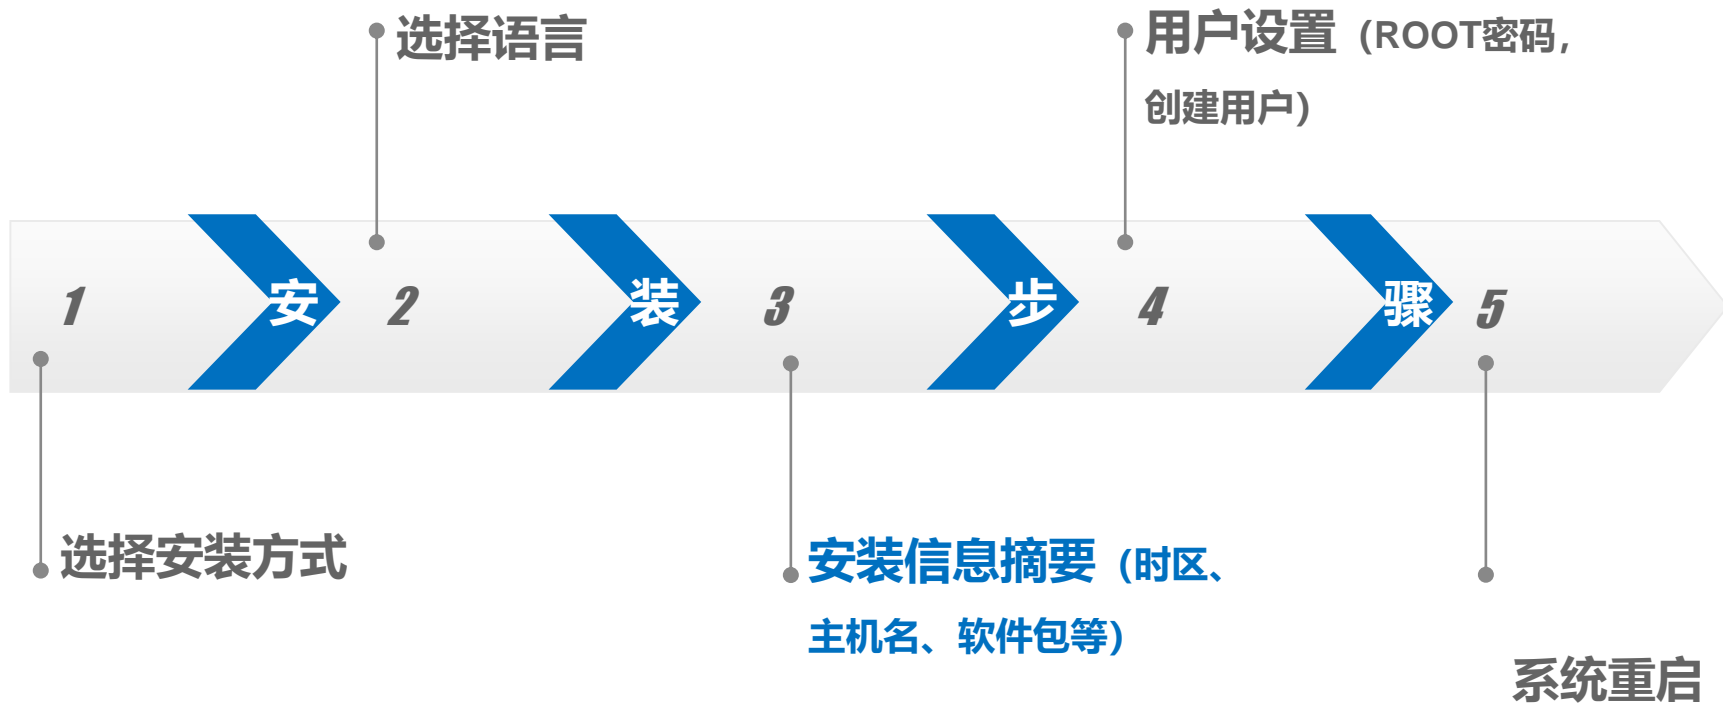 选择语言
用户设置（ROOT密码，
创建用户）
1 安 2 装 3 步 4 骤 5
选择安装方式
安装信息摘要（时区、
主机名、软件包等）
系统重启